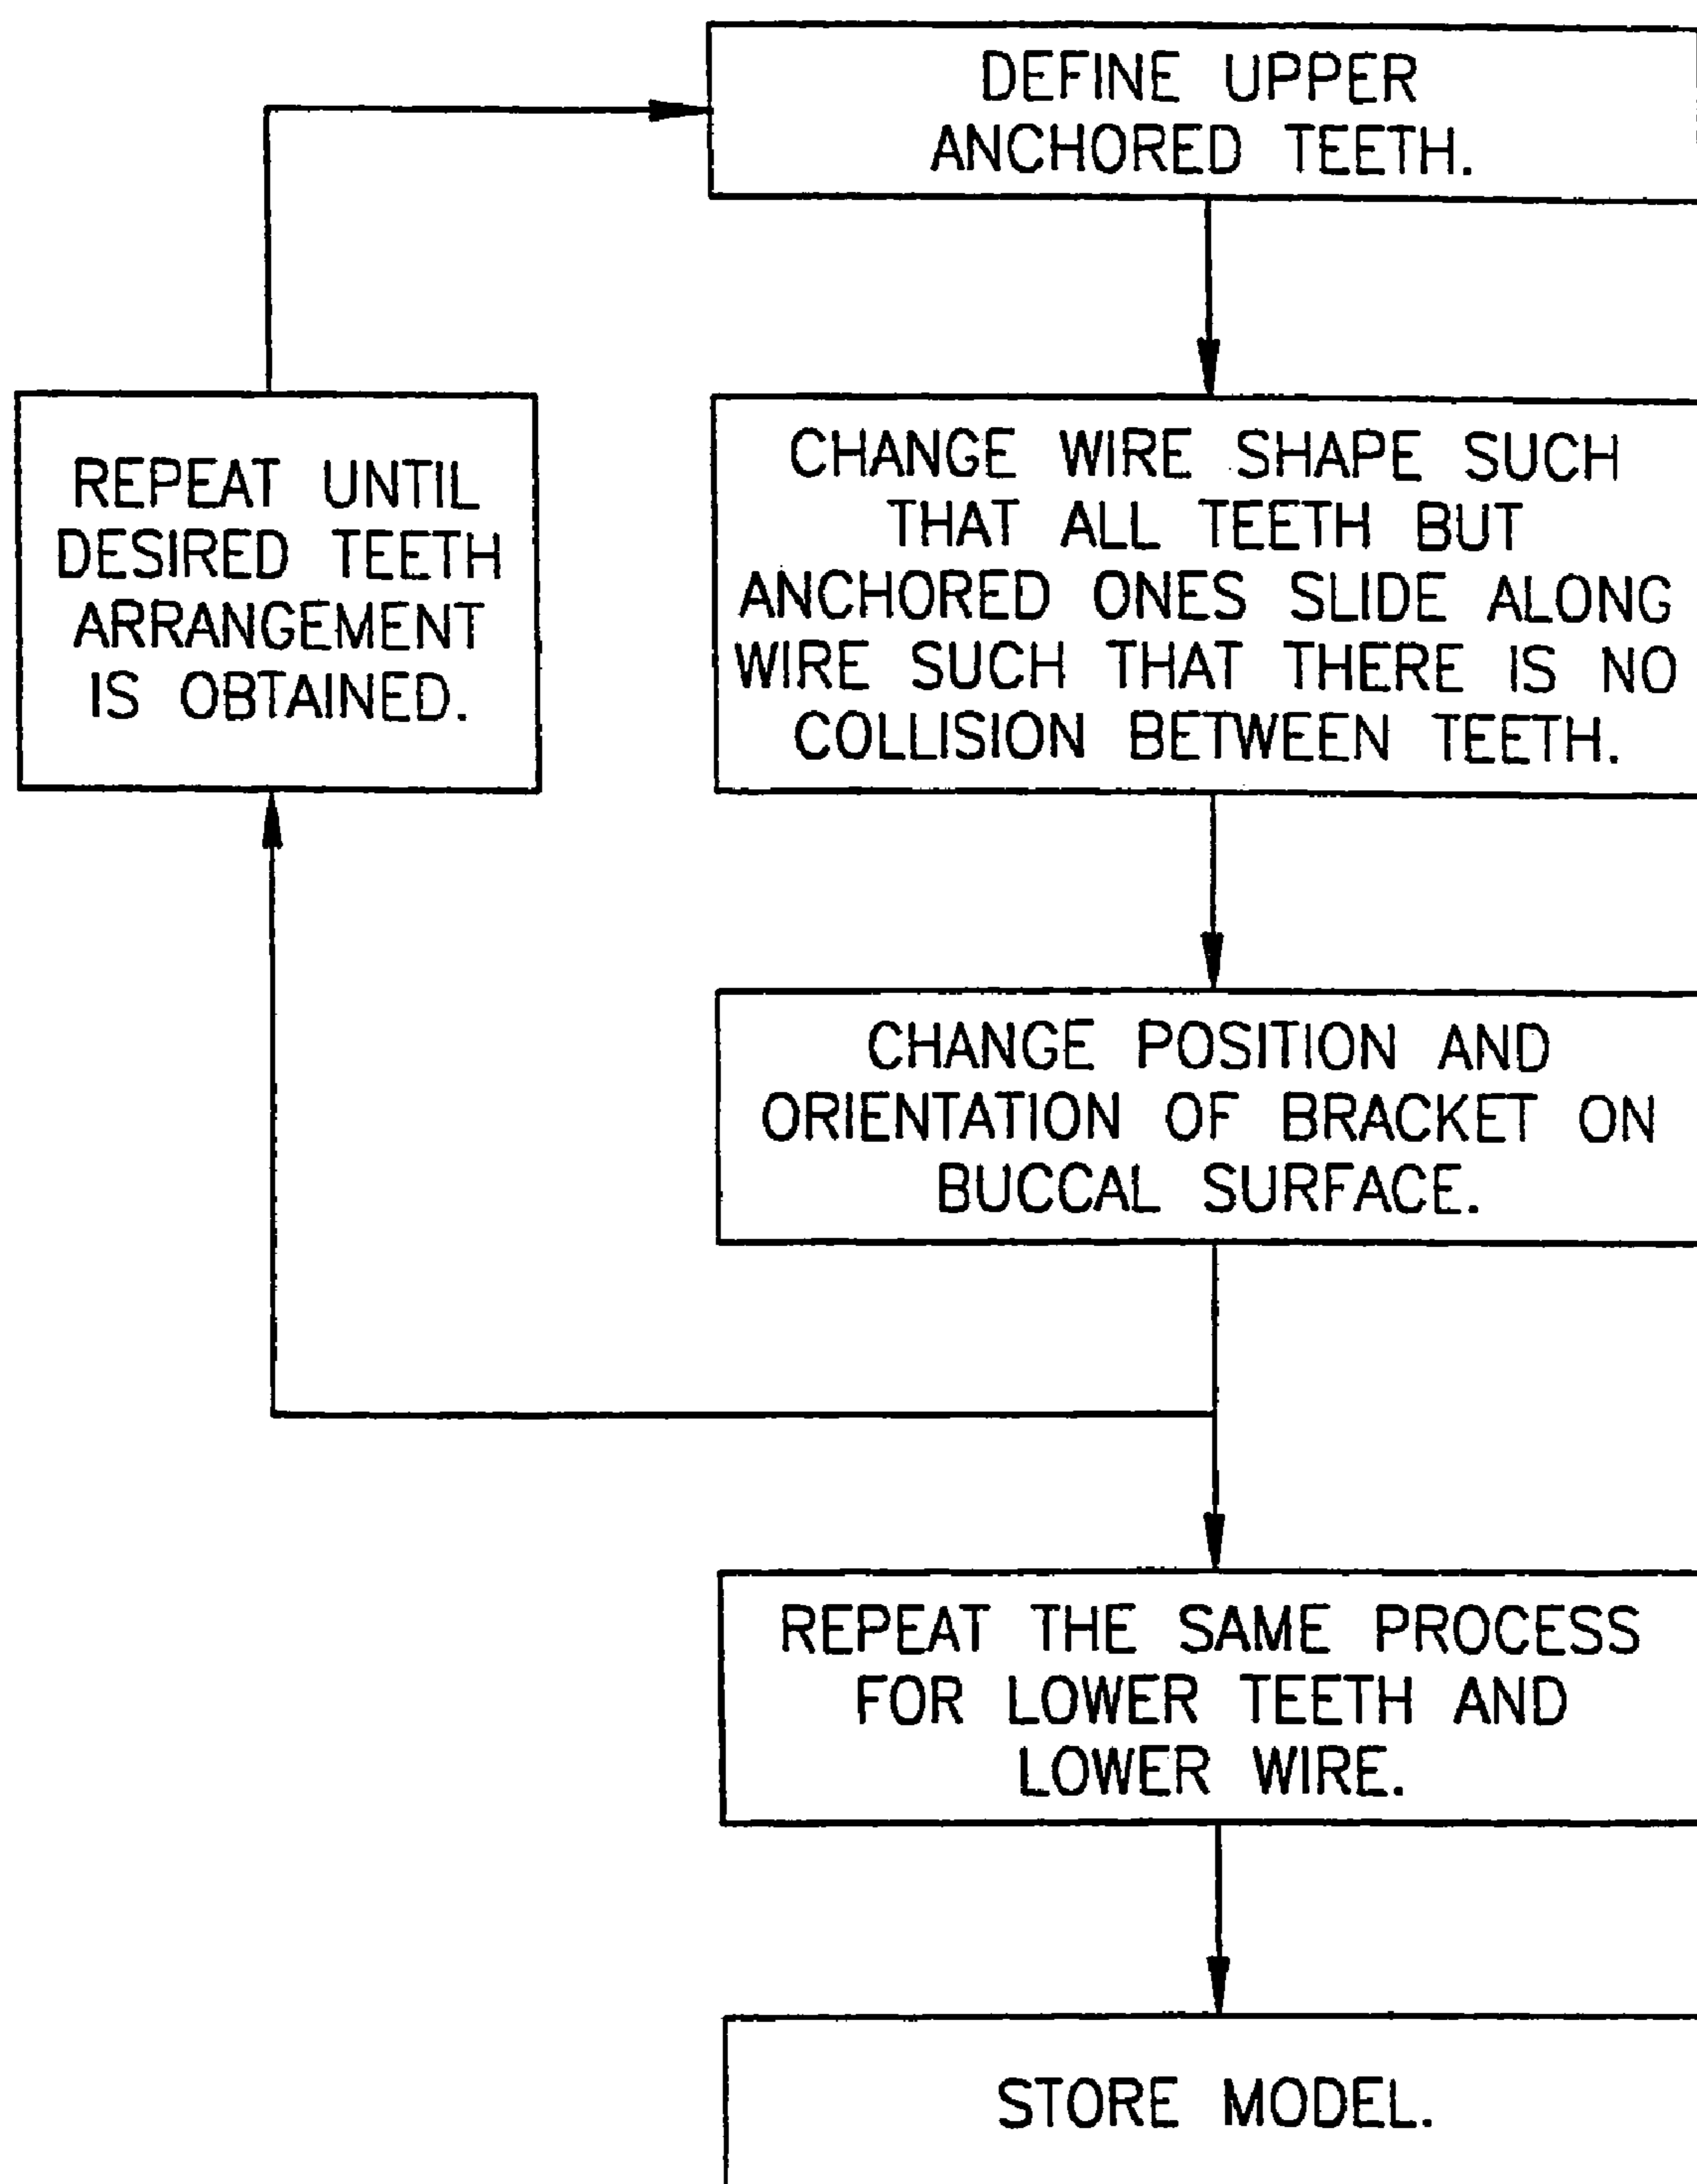 DEFINE UPPER
ANCHORED TEETH.
CHANGE WIRE SHAPE SUCH
THAT ALL TEETH BUT
ANCHORED ONES SLIDE ALONG
WIRE SUCH THAT THERE IS NO
COLLISION BETWEEN TEETH.
REPEAT UNTIL
DESIRED TEETH
ARRANGEMENT
IS OBTAINED.
CHANGE POSITION AND
ORIENTATION OF BRACKET ON
BUCCAL SURFACE.
REPEAT THE SAME PROCESS
FOR LOWER TEETH AND
LOWER WIRE.
STORE MODEL.